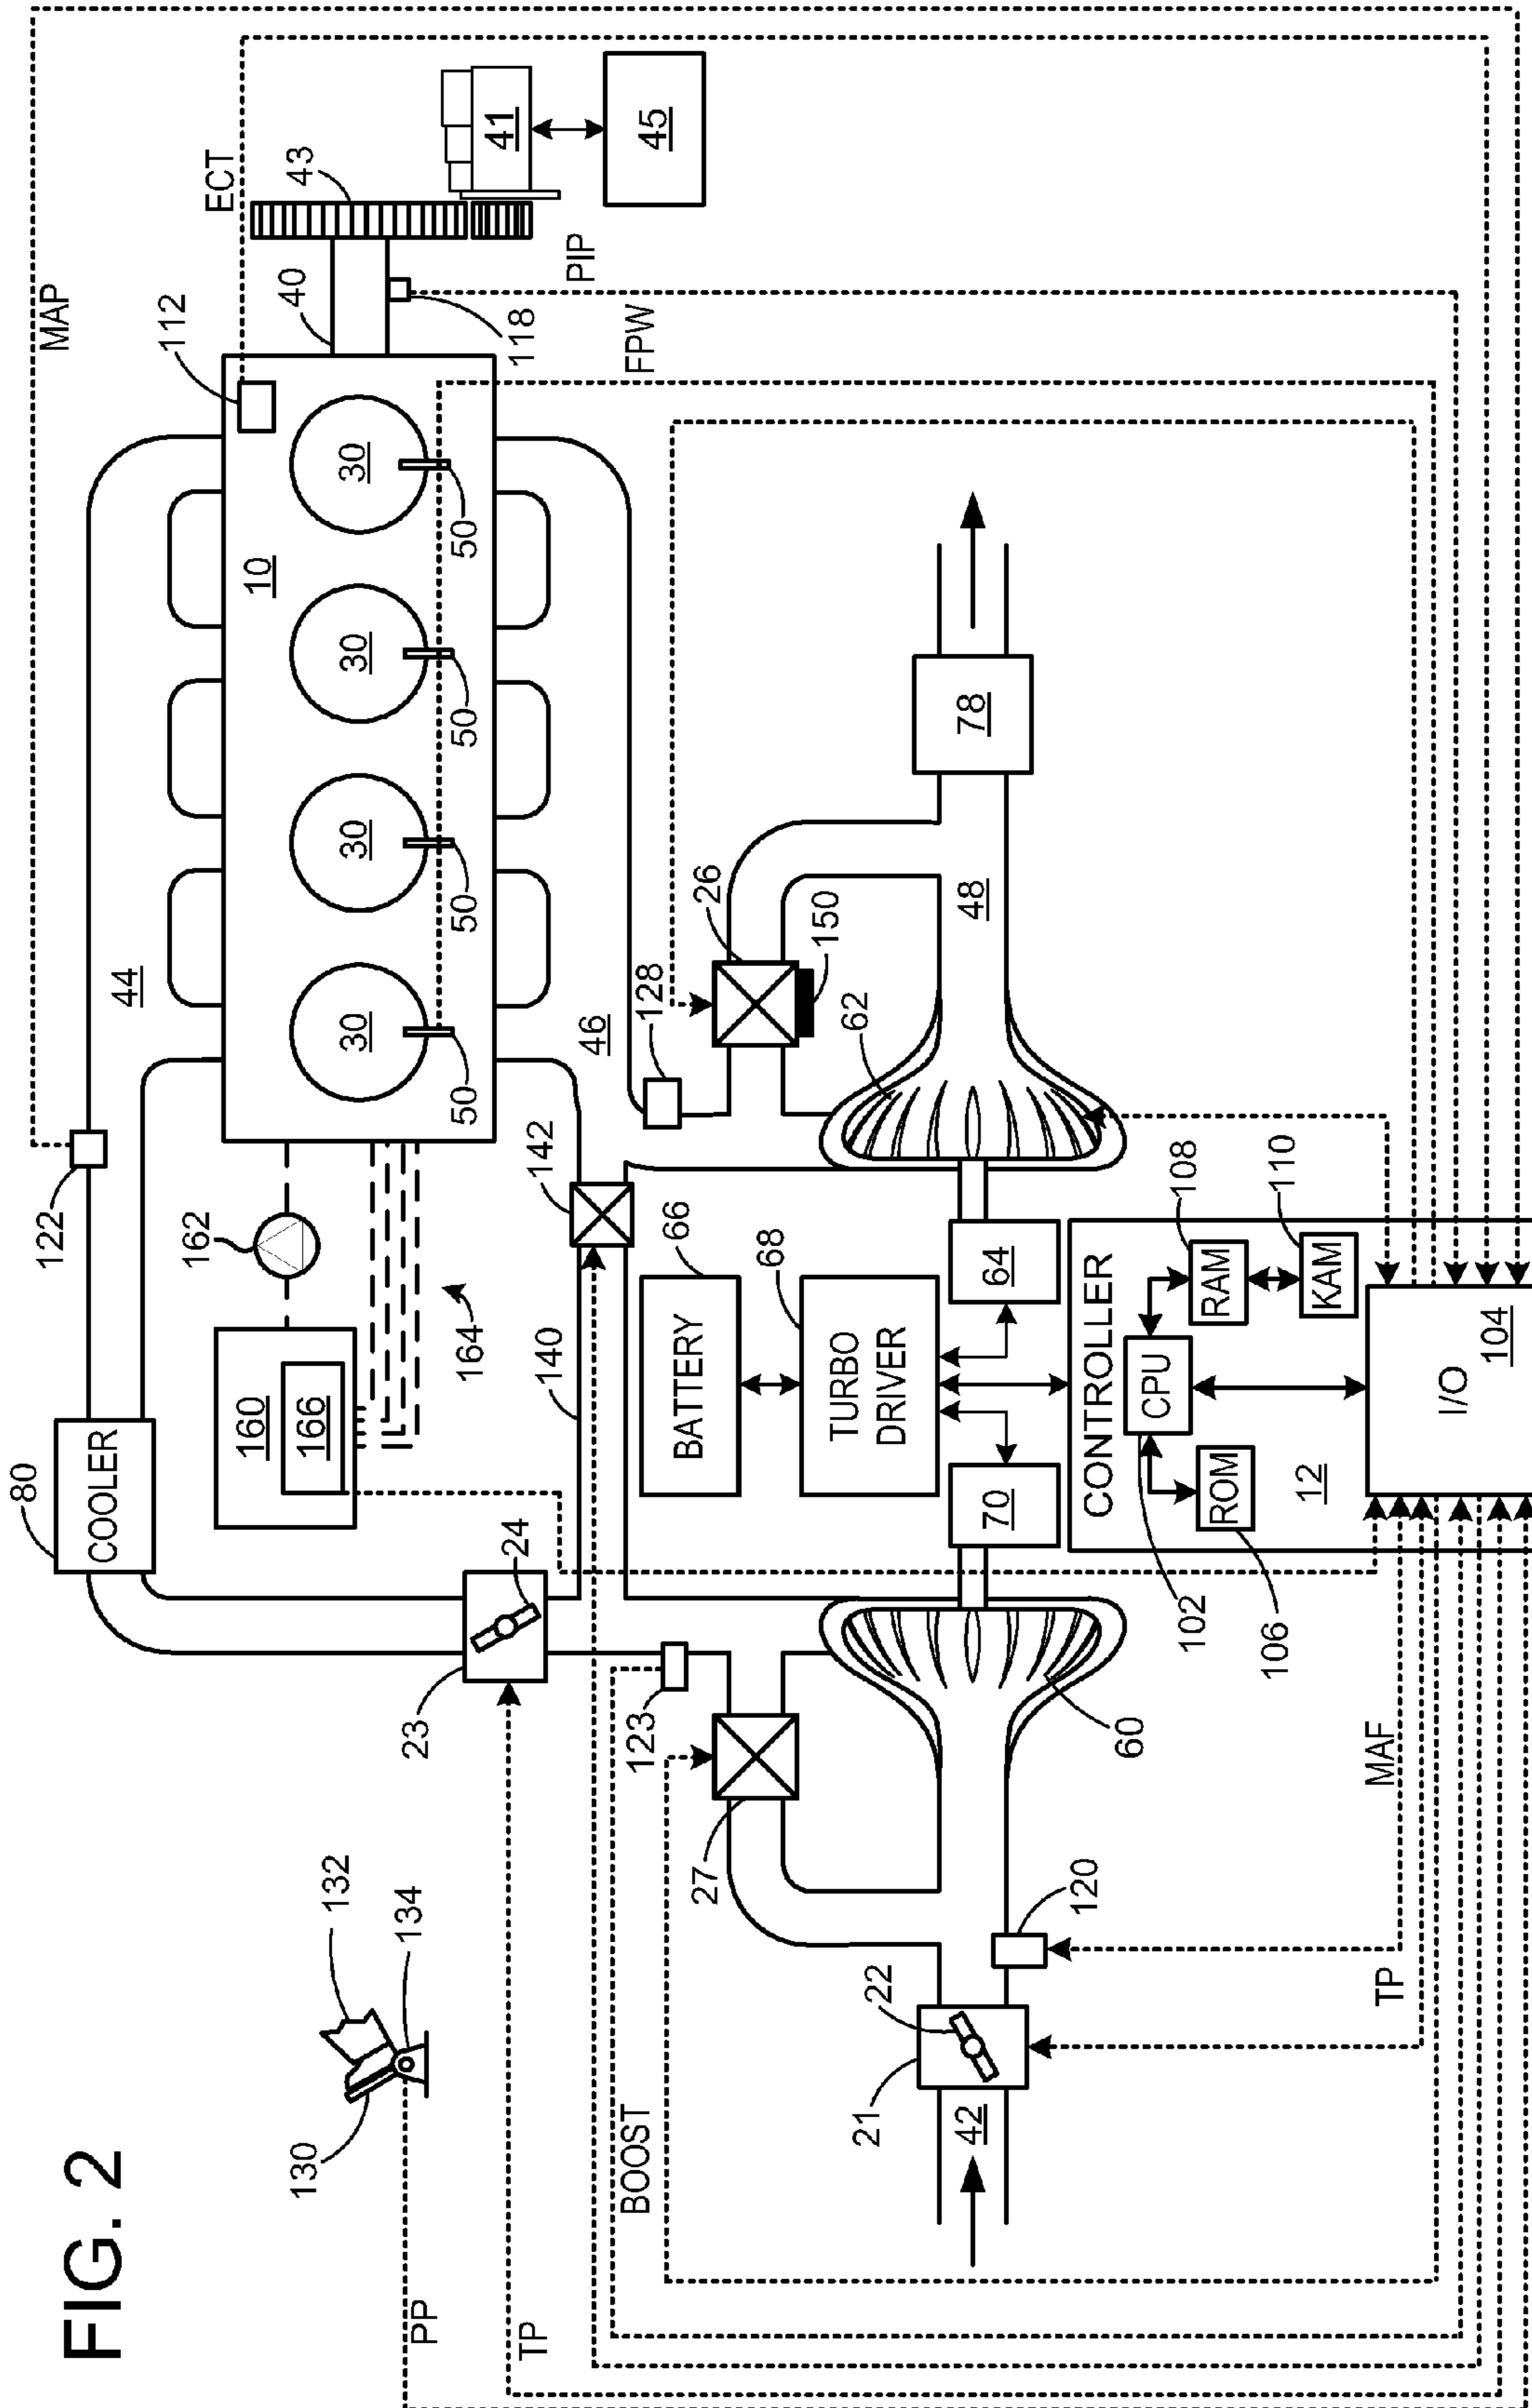 FIG. 2
MAP
ECT
43
112
40
41
45
PIP
118
FPW
10
30
30
30
30
50
50
50
50
44
46
122
162
164
160
166
80
COOLER
142
140
128
26
150
62
48
78
66
BATTERY
68
TURBO
DRIVER
64
70
24
23
123
27
60
120
22
21
42
132
134
130
PP
TP
BOOST
MAF
TP
CONTROLLER
12
102
CPU
106
ROM
108
RAM
110
KAM
I/O
104